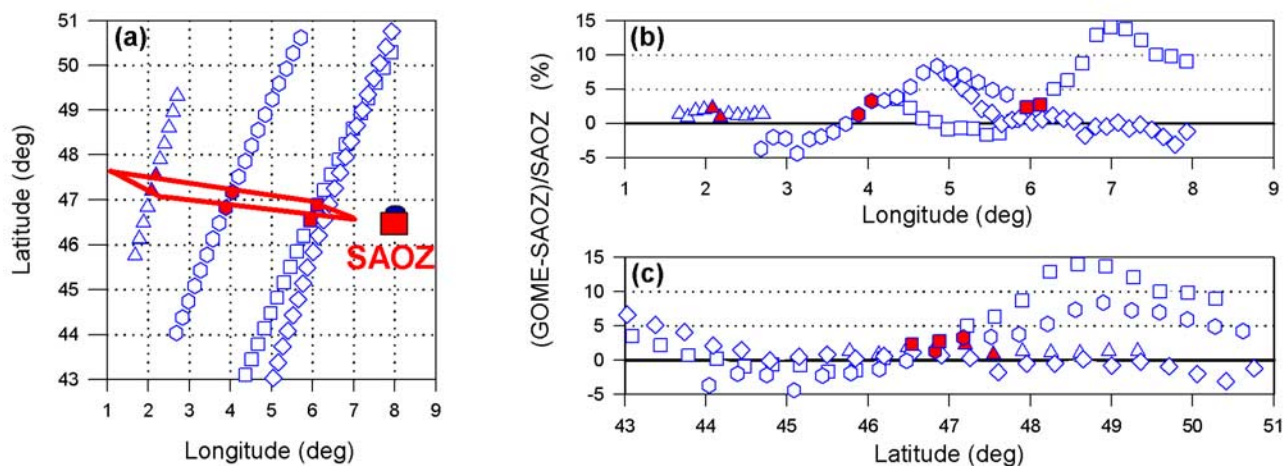 (a)
51
50
49
48
47
46
45
44
43
Latitude (deg)
SAOZ
1 2 3 4 5 6 7 8 9
Longitude (deg)
(GOME-SAOZ)/SAOZ (%)
(b)
15
10
5
0
-5
1 2 3 4 5 6 7 8 9
Longitude (deg)
(c)
15
10
5
0
-5
43 44 45 46 47 48 49 50 51
Latitude (deg)